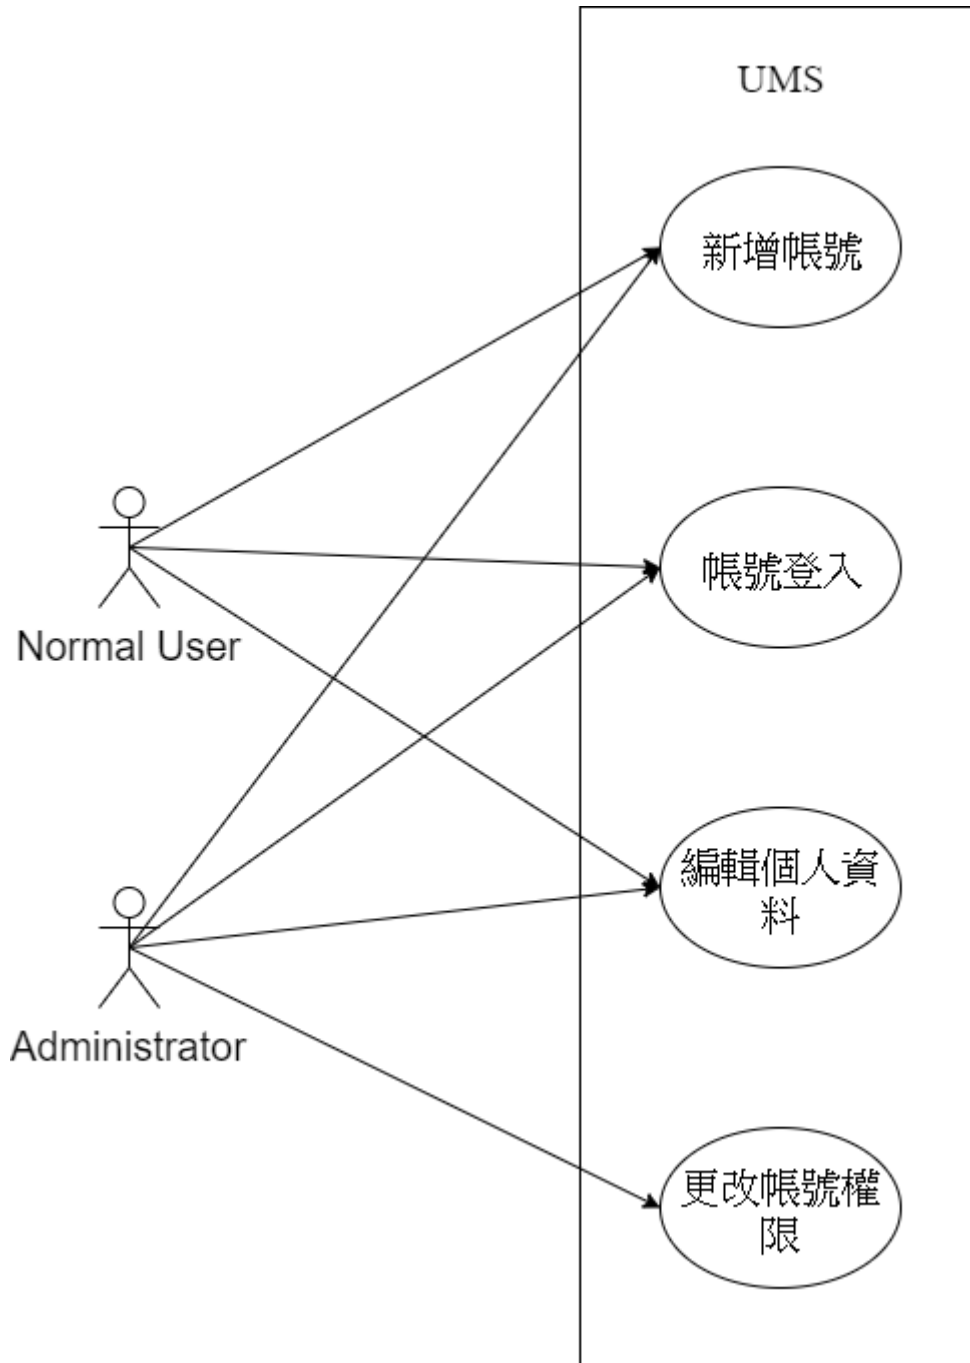 UMS
新增帳號
Normal User
帳號登入
Administrator
編輯個人資
料
更改帳號權
限